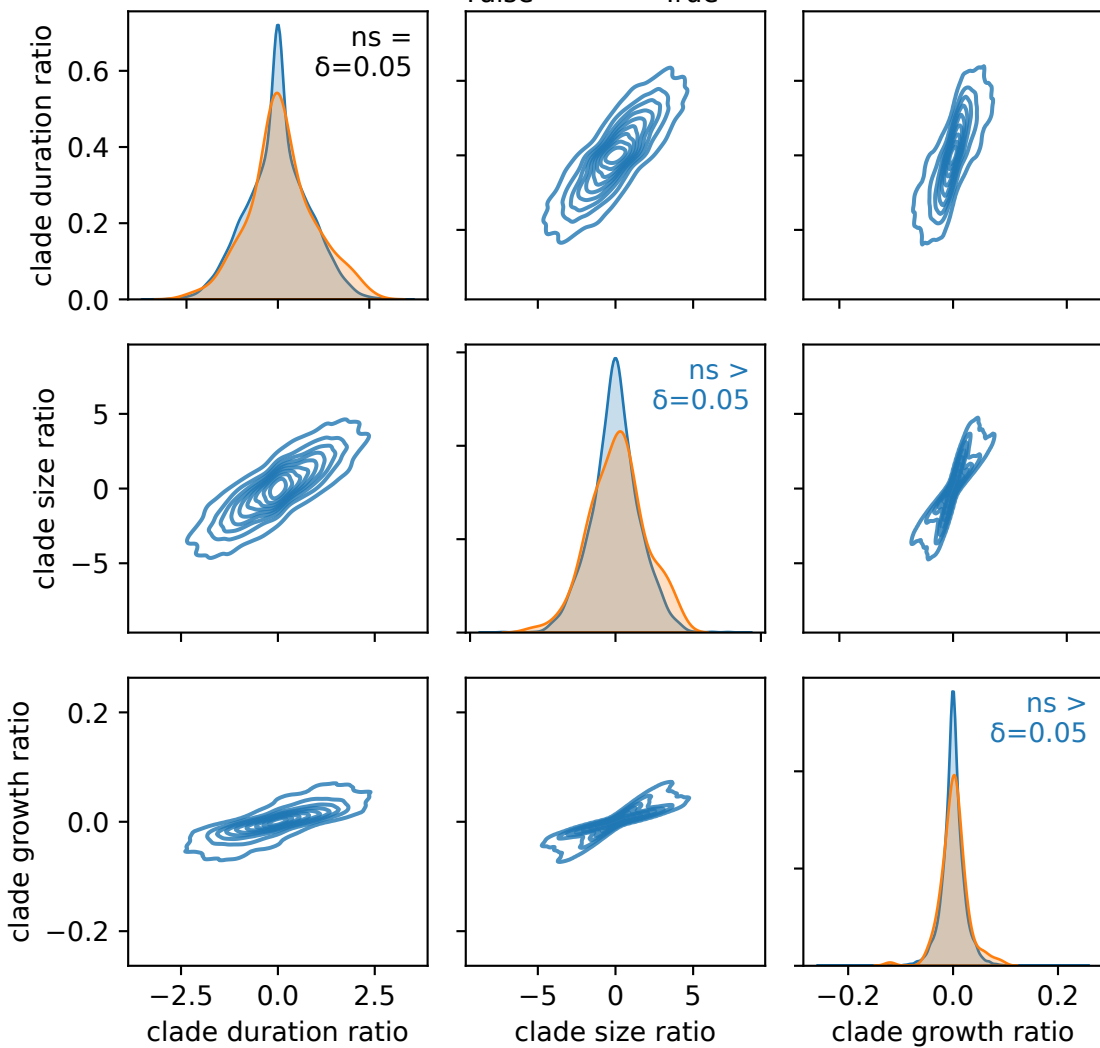 clade duration ratio
0.6
0.4
0.2
0.0
ns =
δ=0.05
clade size ratio
5
0
−5
ns >
δ=0.05
clade growth ratio
0.2
0.0
−0.2
ns >
δ=0.05
−2.5 0.0 2.5
−5 0 5
−0.2 0.0 0.2
clade duration ratio
clade size ratio
clade growth ratio